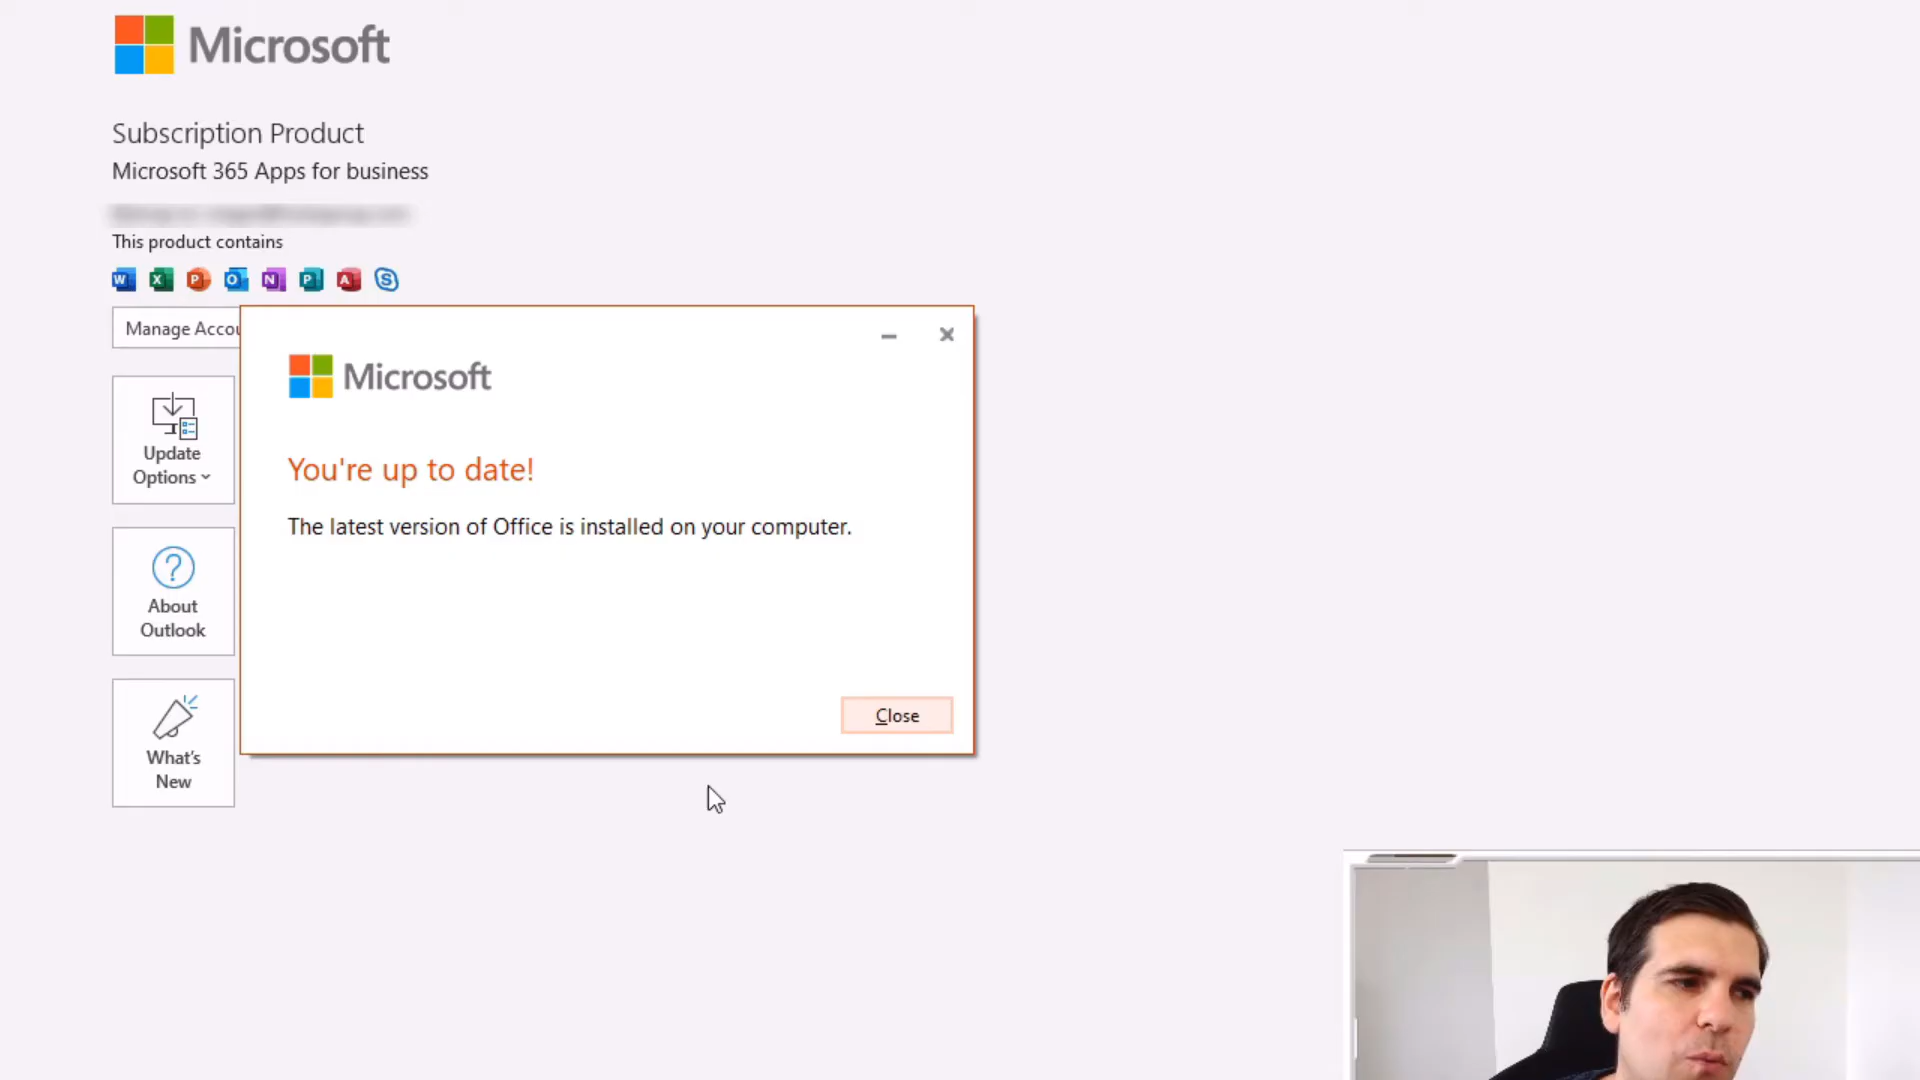 Microsoft
Subscription Product
Microsoft 365 Apps for business
This product contains
W X P O N P A S
Manage Accou
Microsoft
You're up to date!
The latest version of Office is installed on your computer.
Close
Update
Options
About
Outlook
What's
New